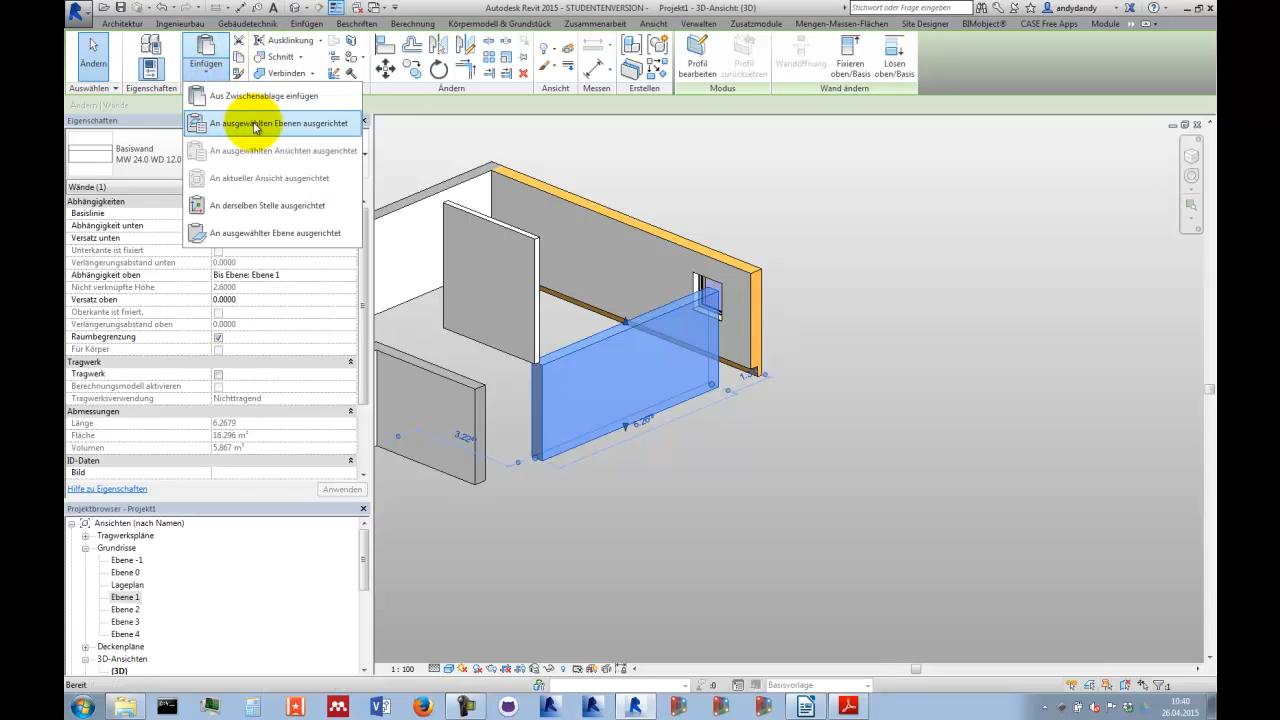 Autodesk Revit 2015 - STUDENTENVERSION - Projekt1 - 3D-Ansicht: {3D}
Stichwort oder Frage eingeben
andydandy
Architektur Ingenieurbau Gebäudetechnik Einfügen Beschriften Berechnung Körpermodell & Grundstück Zusammenarbeit Ansicht Verwalten Zusatzmodule Mengen-Massen-Flächen Site Designer BIMobject® CASE Free Apps Module
Ändern
Einfügen
Ausklinkung
Schnitt
Verbinden
Profil bearbeiten
Profil zurücksetzen
Wandöffnung
Fixieren oben/Basis
Lösen oben/Basis
Auswählen Eigenschaften Ändern Ansicht Messen Erstellen Modus Wand ändern
Ändern | Wände
Aus Zwischenablage einfügen
An ausgewählten Ebenen ausgerichtet
An ausgewählten Ansichten ausgerichtet
An aktueller Ansicht ausgerichtet
An derselben Stelle ausgerichtet
An ausgewählter Ebene ausgerichtet
Eigenschaften
Basiswand
MW 24.0 WD 12.0
Wände (1)
Abhängigkeiten
Basislinie
Abhängigkeit unten
Versatz unten
Unterkante ist fixiert
Verlängerungsabstand unten 0.0000
Abhängigkeit oben Bis Ebene: Ebene 1
Nicht verknüpfte Höhe 2.6000
Versatz oben 0.0000
Oberkante ist fixiert
Verlängerungsabstand oben 0.0000
Raumbegrenzung
Für Körper
Tragwerk
Tragwerk
Berechnungsmodell aktivieren
Tragwerksverwendung Nichttragend
Abmessungen
Länge 6.2679
Fläche 16.296 m²
Volumen 5.867 m³
ID-Daten
Bild
Hilfe zu Eigenschaften Anwenden
Projektbrowser - Projekt1
Ansichten (nach Namen)
Tragwerkspläne
Grundrisse
Ebene -1
Ebene 0
Lageplan
Ebene 1
Ebene 2
Ebene 3
Ebene 4
Deckenpläne
3D-Ansichten
{3D}
1 : 100
Bereit
:0
Basisvorlage
:1
10:40
26.04.2015